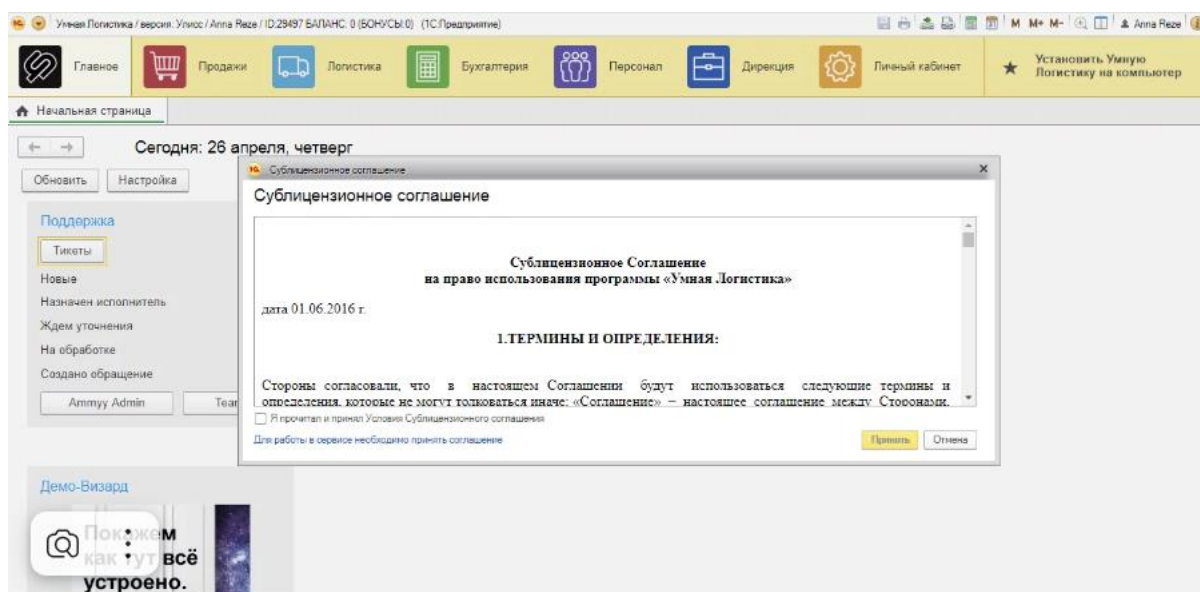 Умная Логистика / версия: Улисс / Anna Reze / ID:29497 БАЛАНС: 0 (БОНУСЫ:0) (1С:Предприятие)
M M+ M- Anna Reze
Главное Продажи Логистика Бухгалтерия Персонал Дирекция Личный кабинет Установить Умную
Логистику на компьютер
Начальная страница
Сегодня: 26 апреля, четверг
Обновить Настройка
Поддержка
Тикеты
Новые
Назначен исполнитель
Ждем уточнения
На обработке
Создано обращение
Ammyy Admin Tear
Сублицензионное соглашение
Сублицензионное соглашение
Сублицензионное Соглашение
на право использования программы «Умная Логистика»
дата 01.06.2016 г.
1.ТЕРМИНЫ И ОПРЕДЕЛЕНИЯ:
Стороны согласовали, что в настоящем Соглашении будут использоваться следующие термины и
определения, которые не могут толковаться иначе: «Соглашение» – настоящее соглашение между Сторонами,
Я прочитал и принял Условия Сублицензионного соглашения
Для работы в сервисе необходимо принять соглашение
Принять Отмена
Демо-Визард
Покажем
как тут всё
устроено.